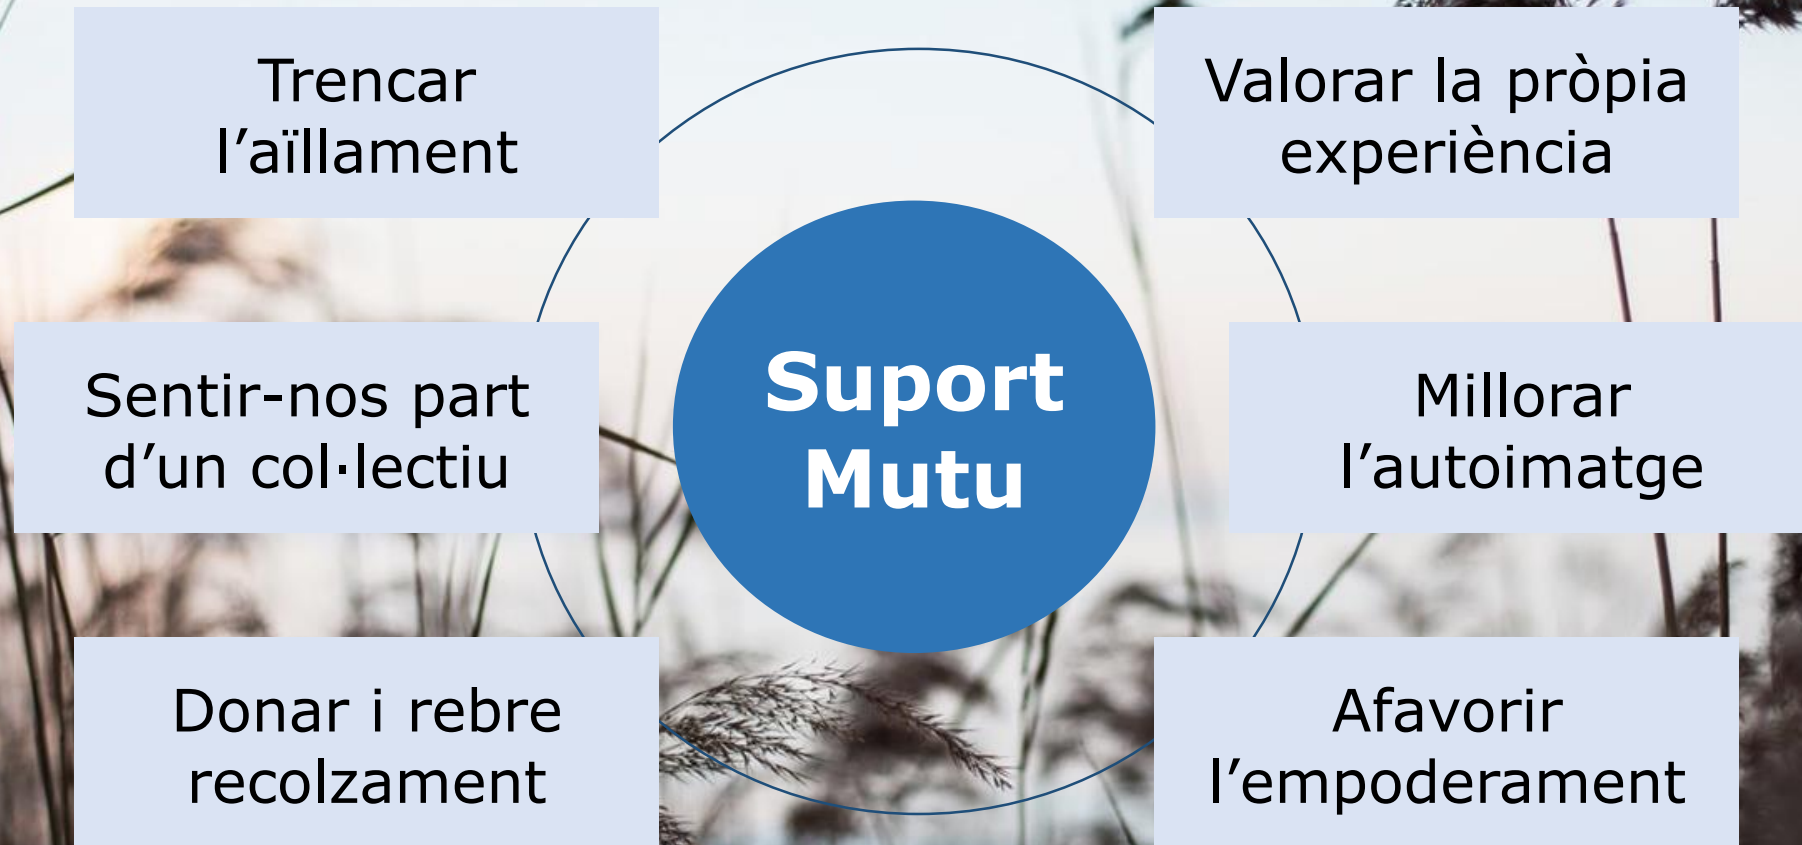 Trencar
l’aïllament
Valorar la pròpia
experiència
Sentir-nos part
d’un col·lectiu
Suport
Mutu
Millorar
l’autoimatge
Donar i rebre
recolzament
Afavorir
l’empoderament